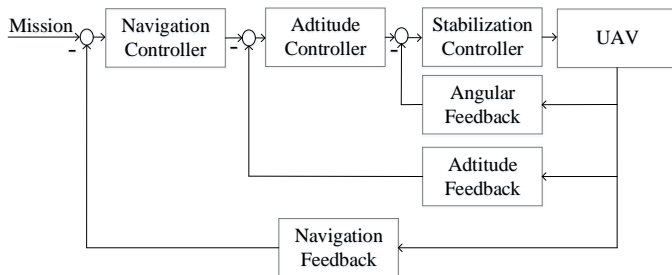 Mission
-
Navigation
Controller
-
Adtitude
Controller
-
Stabilization
Controller
UAV
Angular
Feedback
Adtitude
Feedback
Navigation
Feedback